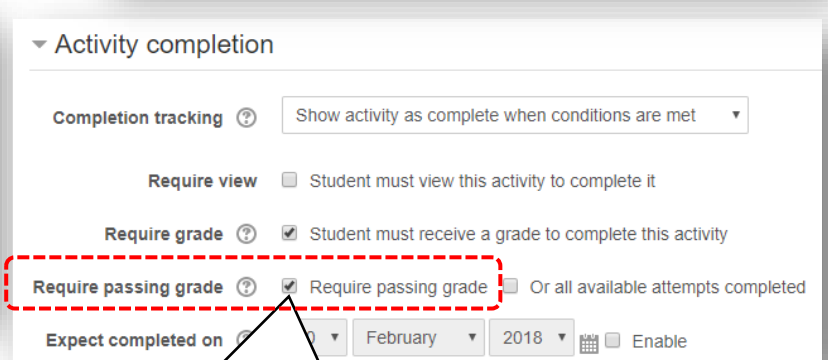 Activity completion
Completion tracking ? Show activity as complete when conditions are met
Require view Student must view this activity to complete it
Require grade ? Student must receive a grade to complete this activity
Require passing grade ? Require passing grade Or all available attempts completed
Expect completed on February 2018 Enable